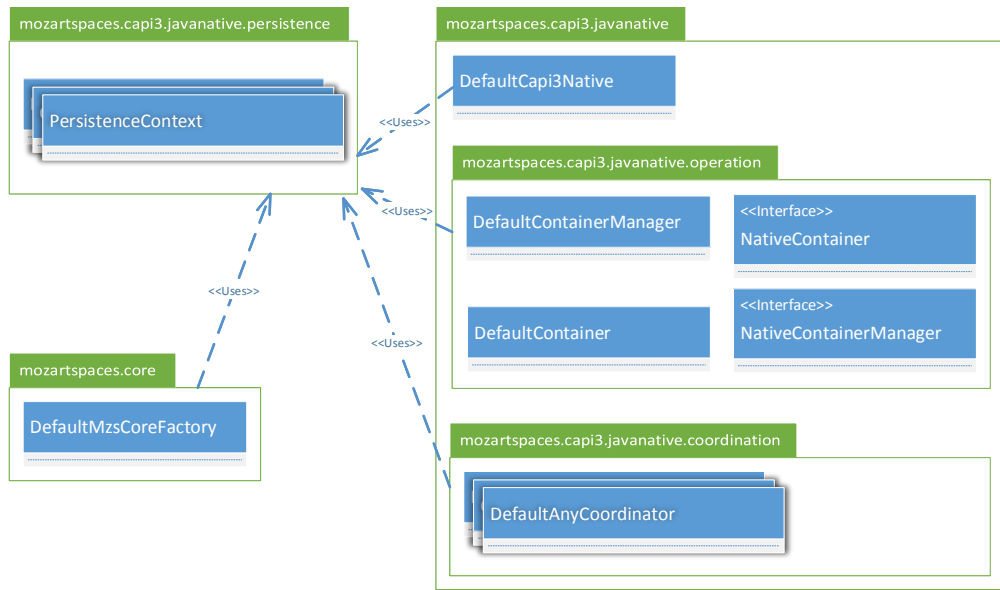 mozartspaces.capi3.javanative.persistence
PersistenceContext
mozartspaces.capi3.javanative
DefaultCapi3Native
<<Uses>>
mozartspaces.capi3.javanative.operation
DefaultContainerManager
<<Interface>>
NativeContainer
<<Uses>>
DefaultContainer
<<Interface>>
NativeContainerManager
<<Uses>>
<<Uses>>
mozartspaces.core
DefaultMzsCoreFactory
mozartspaces.capi3.javanative.coordination
DefaultAnyCoordinator